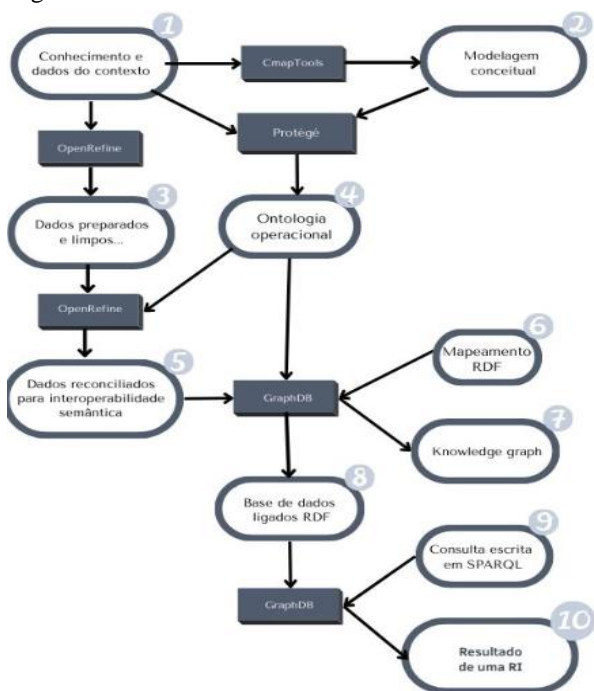 1
Conhecimento e
dados do contexto
CmapTools
2
Modelagem
conceitual
OpenRefine
Protégé
3
Dados preparados
e limpos...
4
Ontologia
operacional
OpenRefine
5
Dados reconciliados
para interoperabilidade
semântica
GraphDB
6
Mapeamento
RDF
7
Knowledge graph
8
Base de dados
ligados RDF
9
Consulta escrita
em SPARQL
GraphDB
10
Resultado
de uma RI